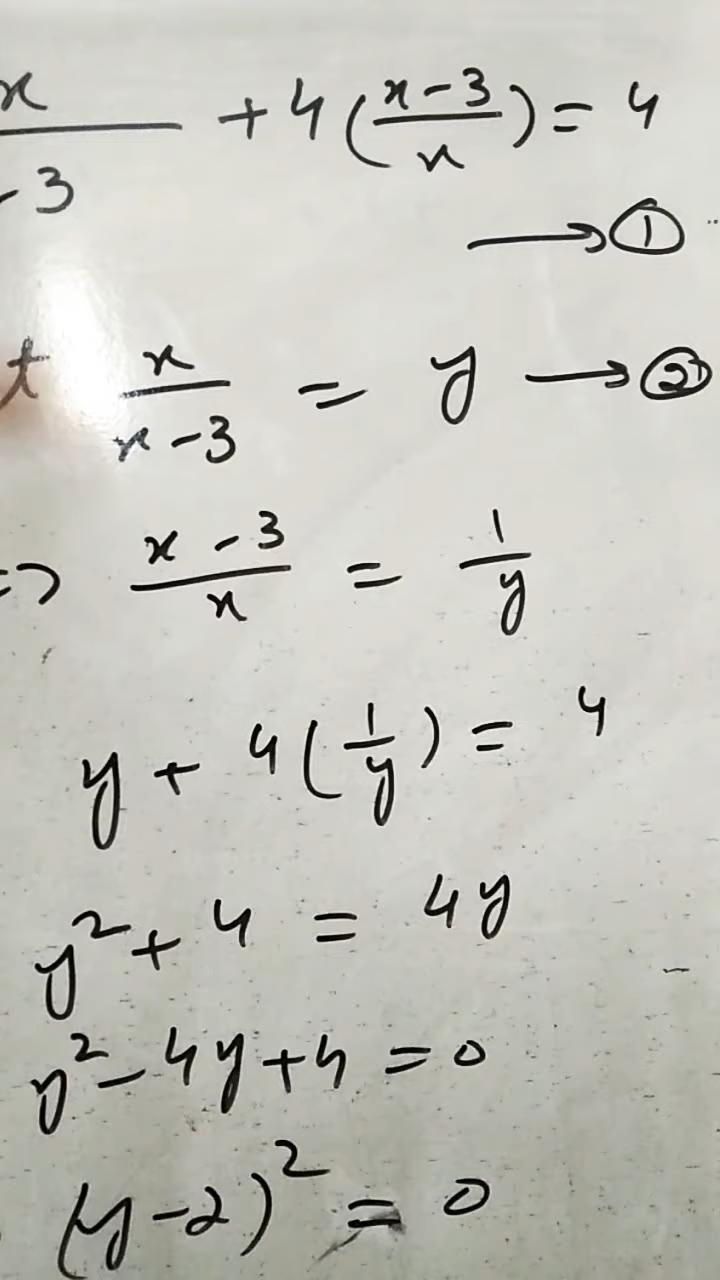 x/-3 + 4(x-3/x) = 4
→ ①
t x/x-3 = y → ②
=> x-3/x = 1/y
y + 4(1/y) = 4
y² + 4 = 4y
y² - 4y + 4 = 0
(y-2)² = 0